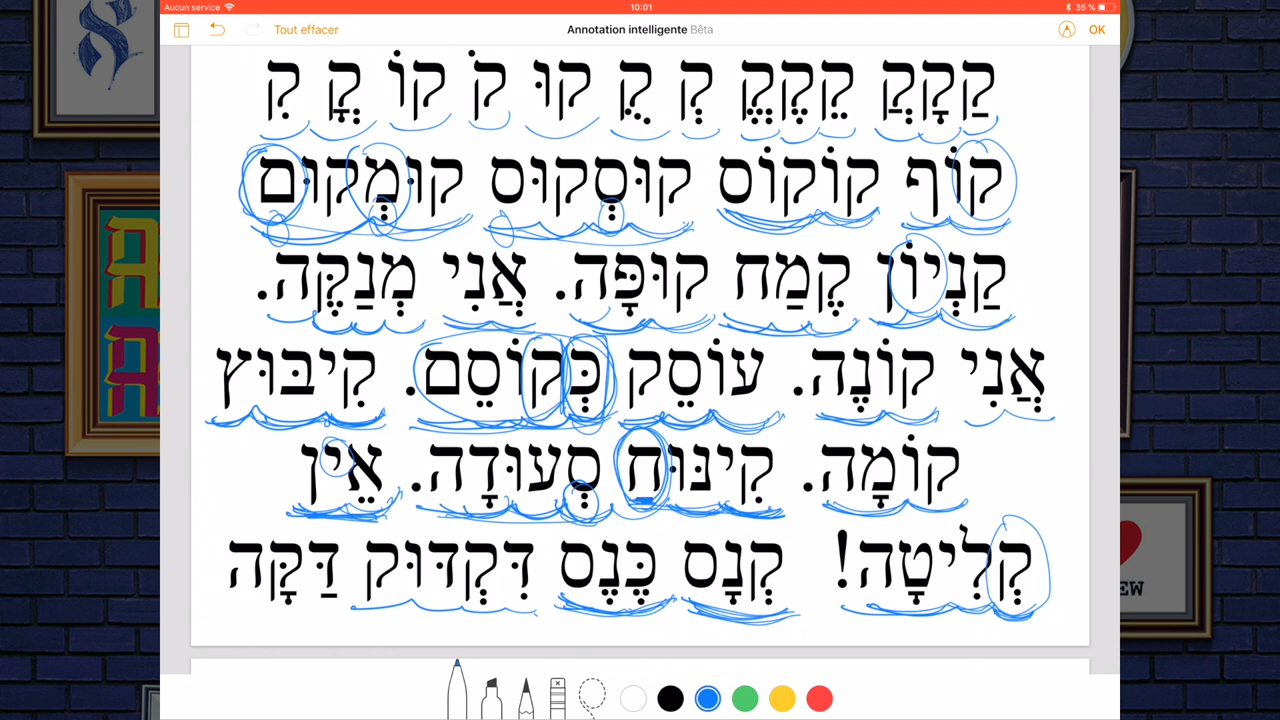 Aucun service 10:01 36 %
Tout effacer Annotation intelligente Bêta OK
קַקָקֲ קֵקֶקֱ קְ קֻ קוּ קֹ קוֹ קֳ קִ
קוֹף קוֹקוֹס קוּסְקוּס קוּמְקוּם
קַנְיוֹן קֶמַח קוּפָּה. אֲנִי מְנַקֶּה.
אֲנִי קוֹנֶה. עוֹסֵק כְּקוֹסֵם. קִיבּוּץ
קוֹמָה. קִינּוּחַ סְעוּדָה. אֵין
קְלִיטָה! קְנָס כֶּנֶס דִּקְדּוּק דַּקָּה
EW